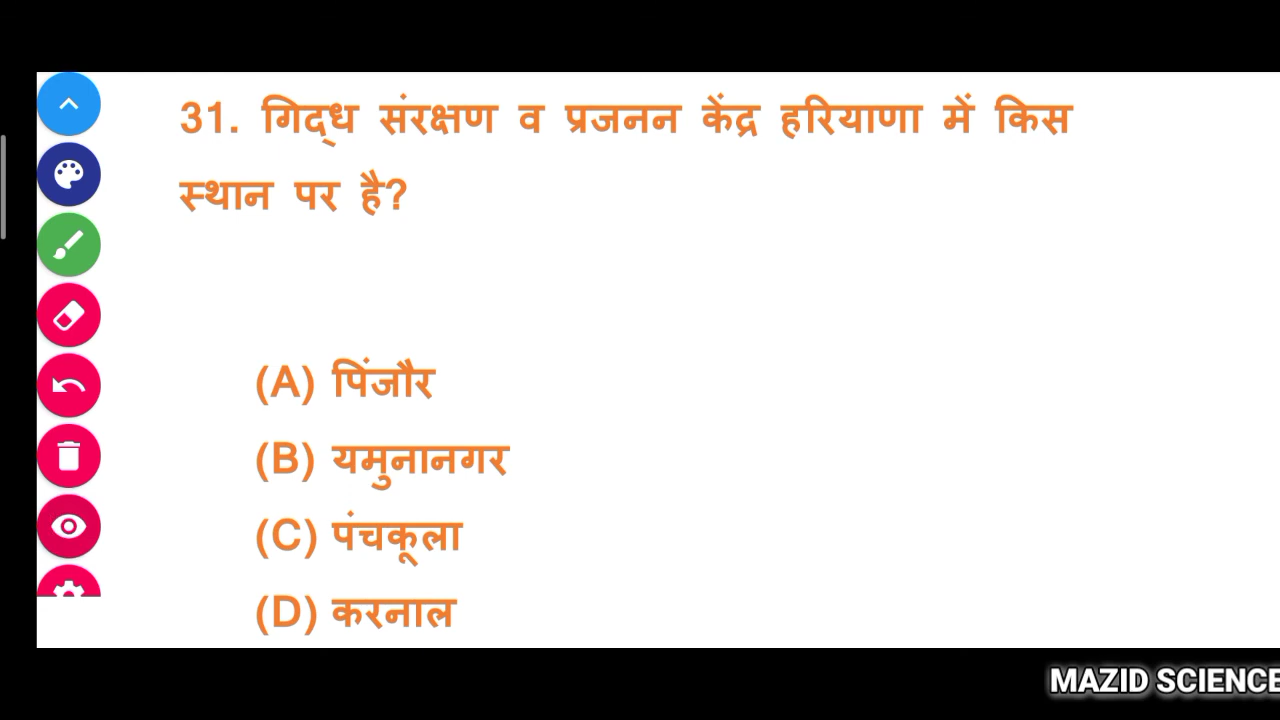 31. गिद्ध संरक्षण व प्रजनन केंद्र हरियाणा में किस
स्थान पर है?
(A) पिंजौर
(B) यमुनानगर
(C) पंचकूला
(D) करनाल
MAZID SCIENCE